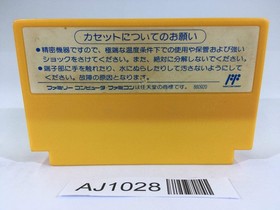 カセットについてのお願い
●精密機器ですので、極端な温度条件下での使用や保管および強い
ショックをさけてください。また、絶対に分解しないでください。
●端子部に手を触れたり、水にぬらしたりして汚さないようにして
ください。故障の原因となります。
ファミリーコンピュータ ファミコンは任天堂の商標です。
FF
AJ1028